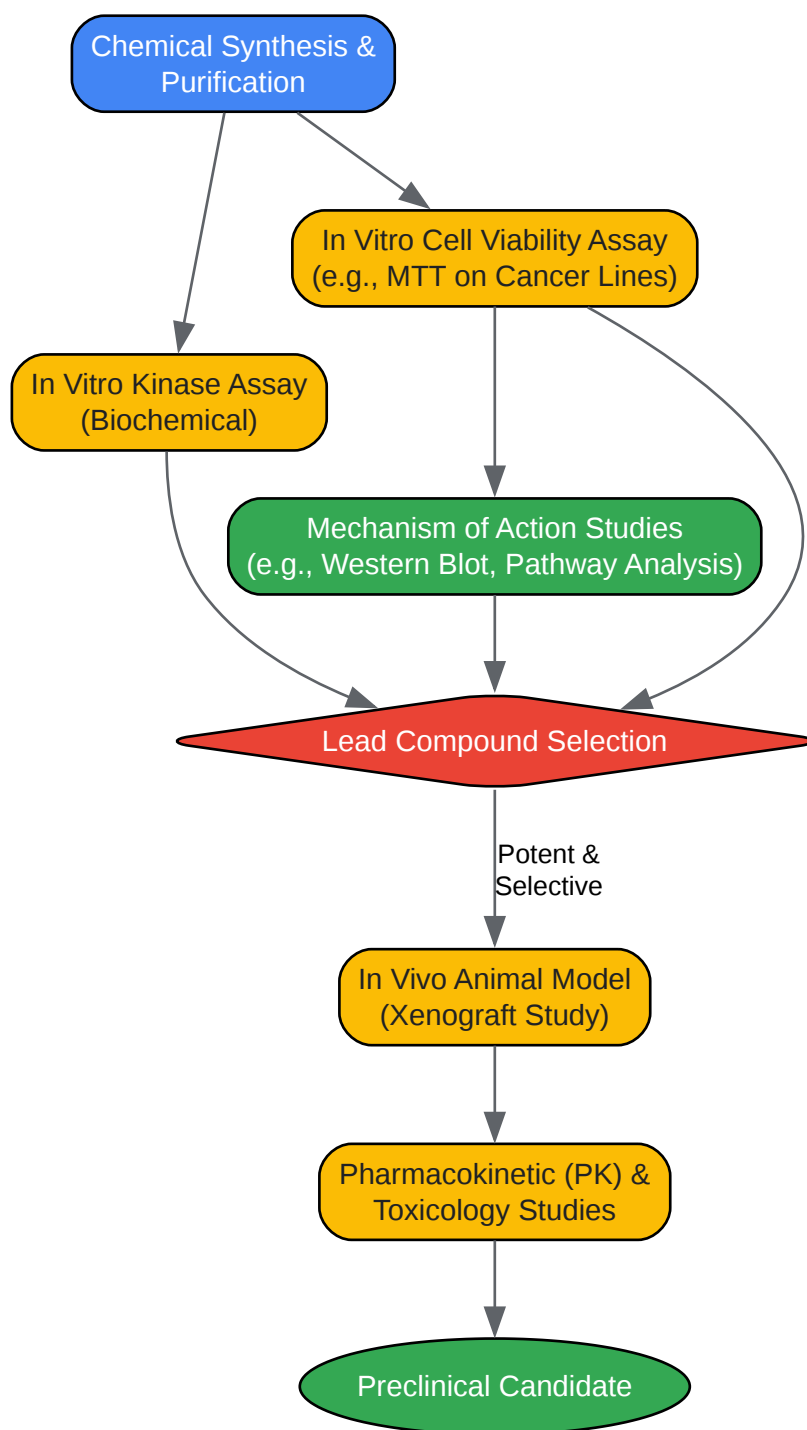 Chemical Synthesis &
Purification
In Vitro Cell Viability Assay
(e.g., MTT on Cancer Lines)
In Vitro Kinase Assay
(Biochemical)
Mechanism of Action Studies
(e.g., Western Blot, Pathway Analysis)
Lead Compound Selection
Potent &
Selective
In Vivo Animal Model
(Xenograft Study)
Pharmacokinetic (PK) &
Toxicology Studies
Preclinical Candidate